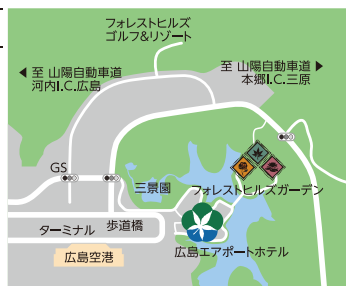 フォレストヒルズ
ゴルフ&リゾート
◀ 至 山陽自動車道
河内I.C.広島
至 山陽自動車道 ▶
本郷I.C.三原
GS
三景園
フォレストヒルズガーデン
ターミナル
歩道橋
広島空港
広島エアポートホテル